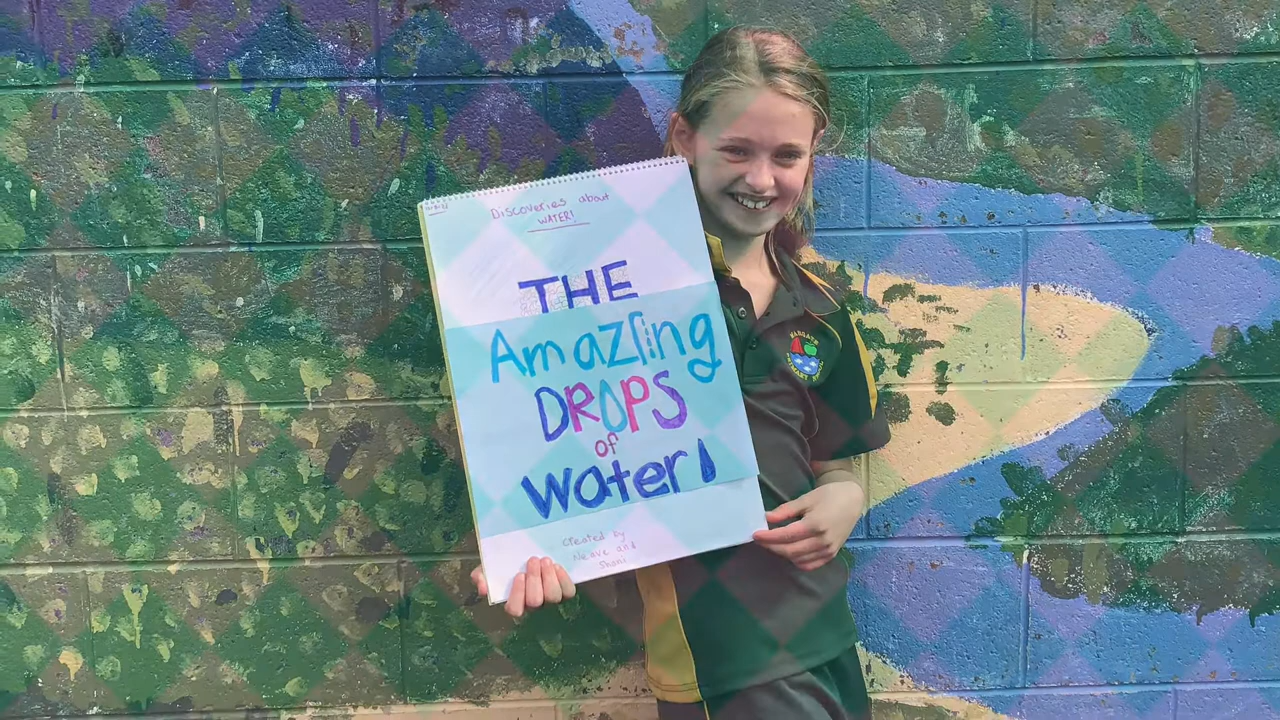 Discoveries about
WATER!
THE
Amazing
DROPS
of
Water!
Created by
Neave and
Shani